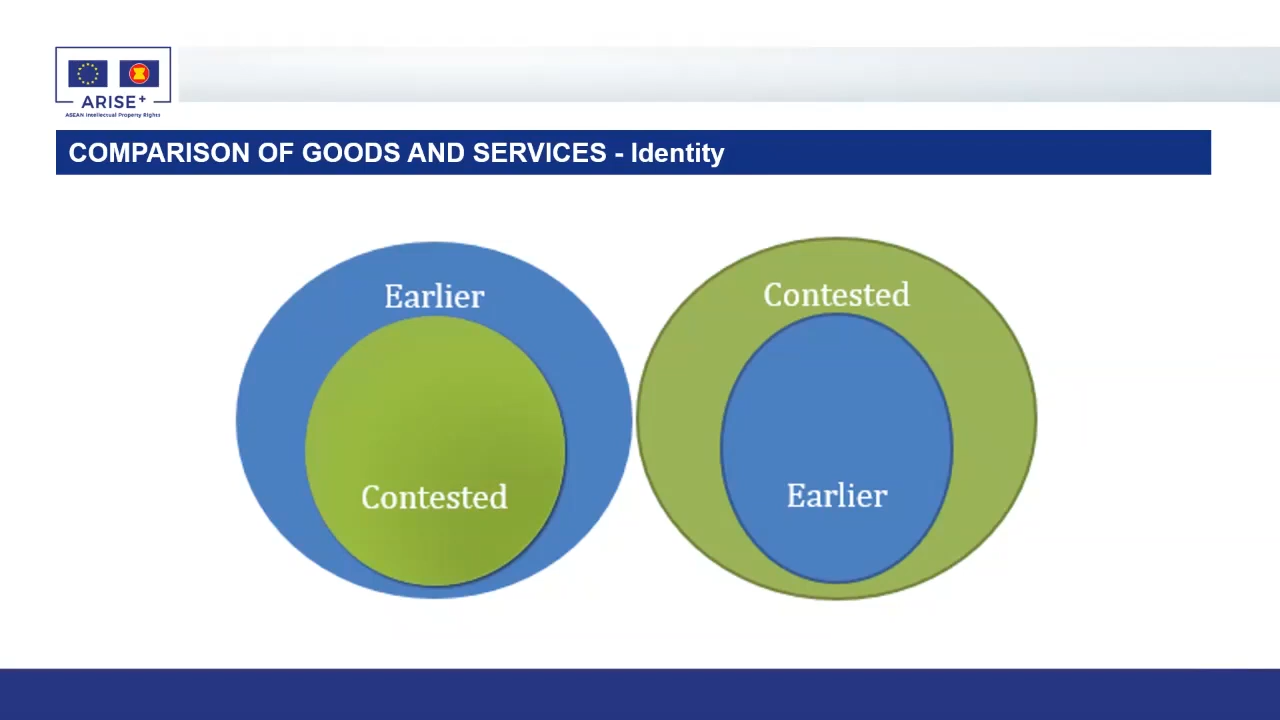 ARISE+
ASEAN Intellectual Property Rights
COMPARISON OF GOODS AND SERVICES - Identity
Earlier
Contested
Contested
Earlier